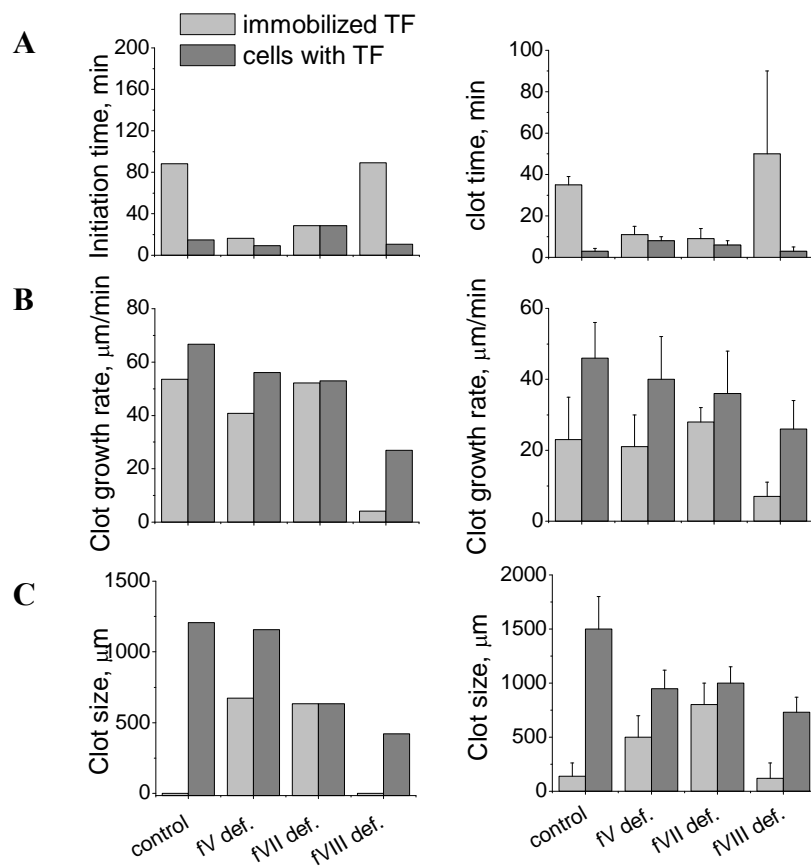 immobilized TF
cells with TF
A
Initiation time, min
200
160
120
80
40
0
clot time, min
100
80
60
40
20
0
B
Clot growth rate, μm/min
80
60
40
20
0
Clot growth rate, μm/min
60
40
20
0
C
Clot size, μm
1500
1000
500
0
control
fV def.
fVII def.
fVIII def.
Clot size, μm
2000
1500
1000
500
0
control
fV def.
fVII def.
fVIII def.